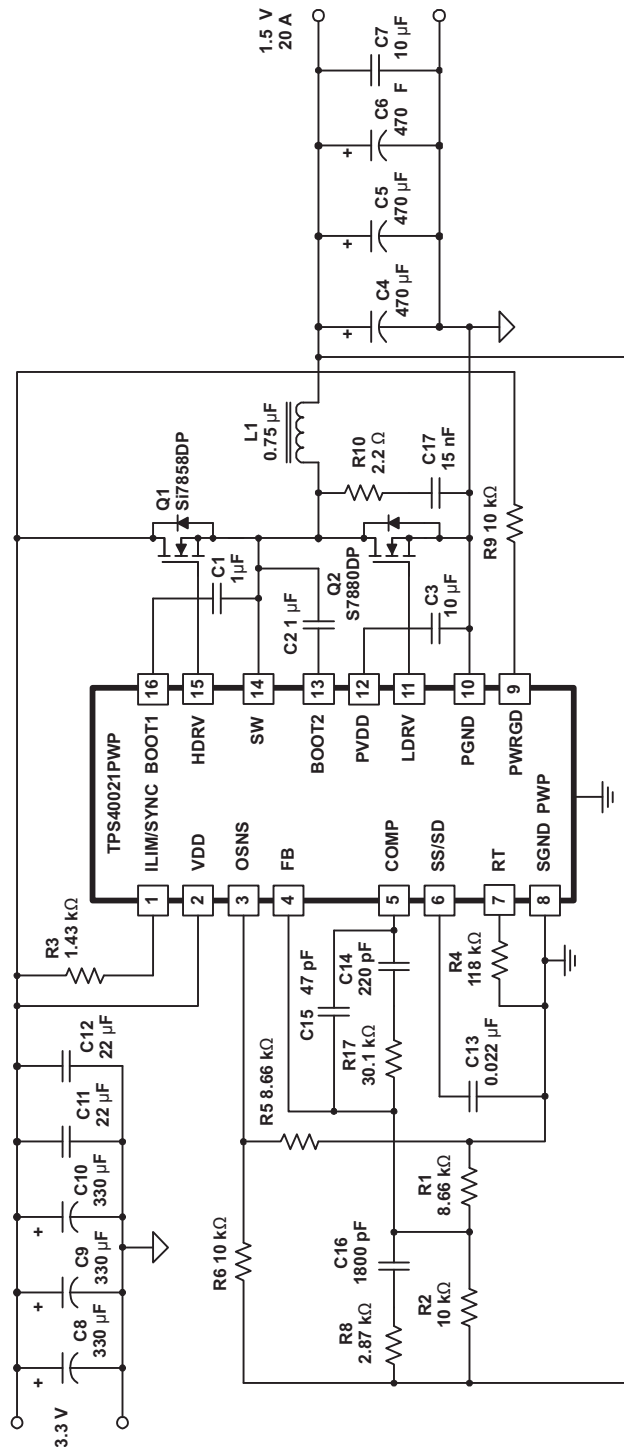 3.3 V
+
C8
330 µF
+
C9
330 µF
+
C10
330 µF
C11
22 µF
C12
22 µF
R3
1.43 kΩ
TPS40021PWP
1
ILIM/SYNC
BOOT1
16
2
VDD
HDRV
15
3
OSNS
SW
14
4
FB
BOOT2
13
PVDD
12
5
COMP
LDRV
11
6
SS/SD
PGND
10
7
RT
PWRGD
9
8
SGND
PWP
R6 10 kΩ
R5 8.66 kΩ
C15
47 pF
R17
30.1 kΩ
C14
220 pF
R8
2.87 kΩ
C16
1800 pF
R2
10 kΩ
R1
8.66 kΩ
C13
0.022 µF
R4
118 kΩ
Q1
Si7858DP
C1
1µF
C2 1 µF
Q2
S7880DP
C3
10 µF
R9 10 kΩ
L1
0.75 µF
R10
2.2 Ω
C17
15 nF
+
C4
470 µF
+
C5
470 µF
+
C6
470 F
C7
10 µF
1.5 V
20 A